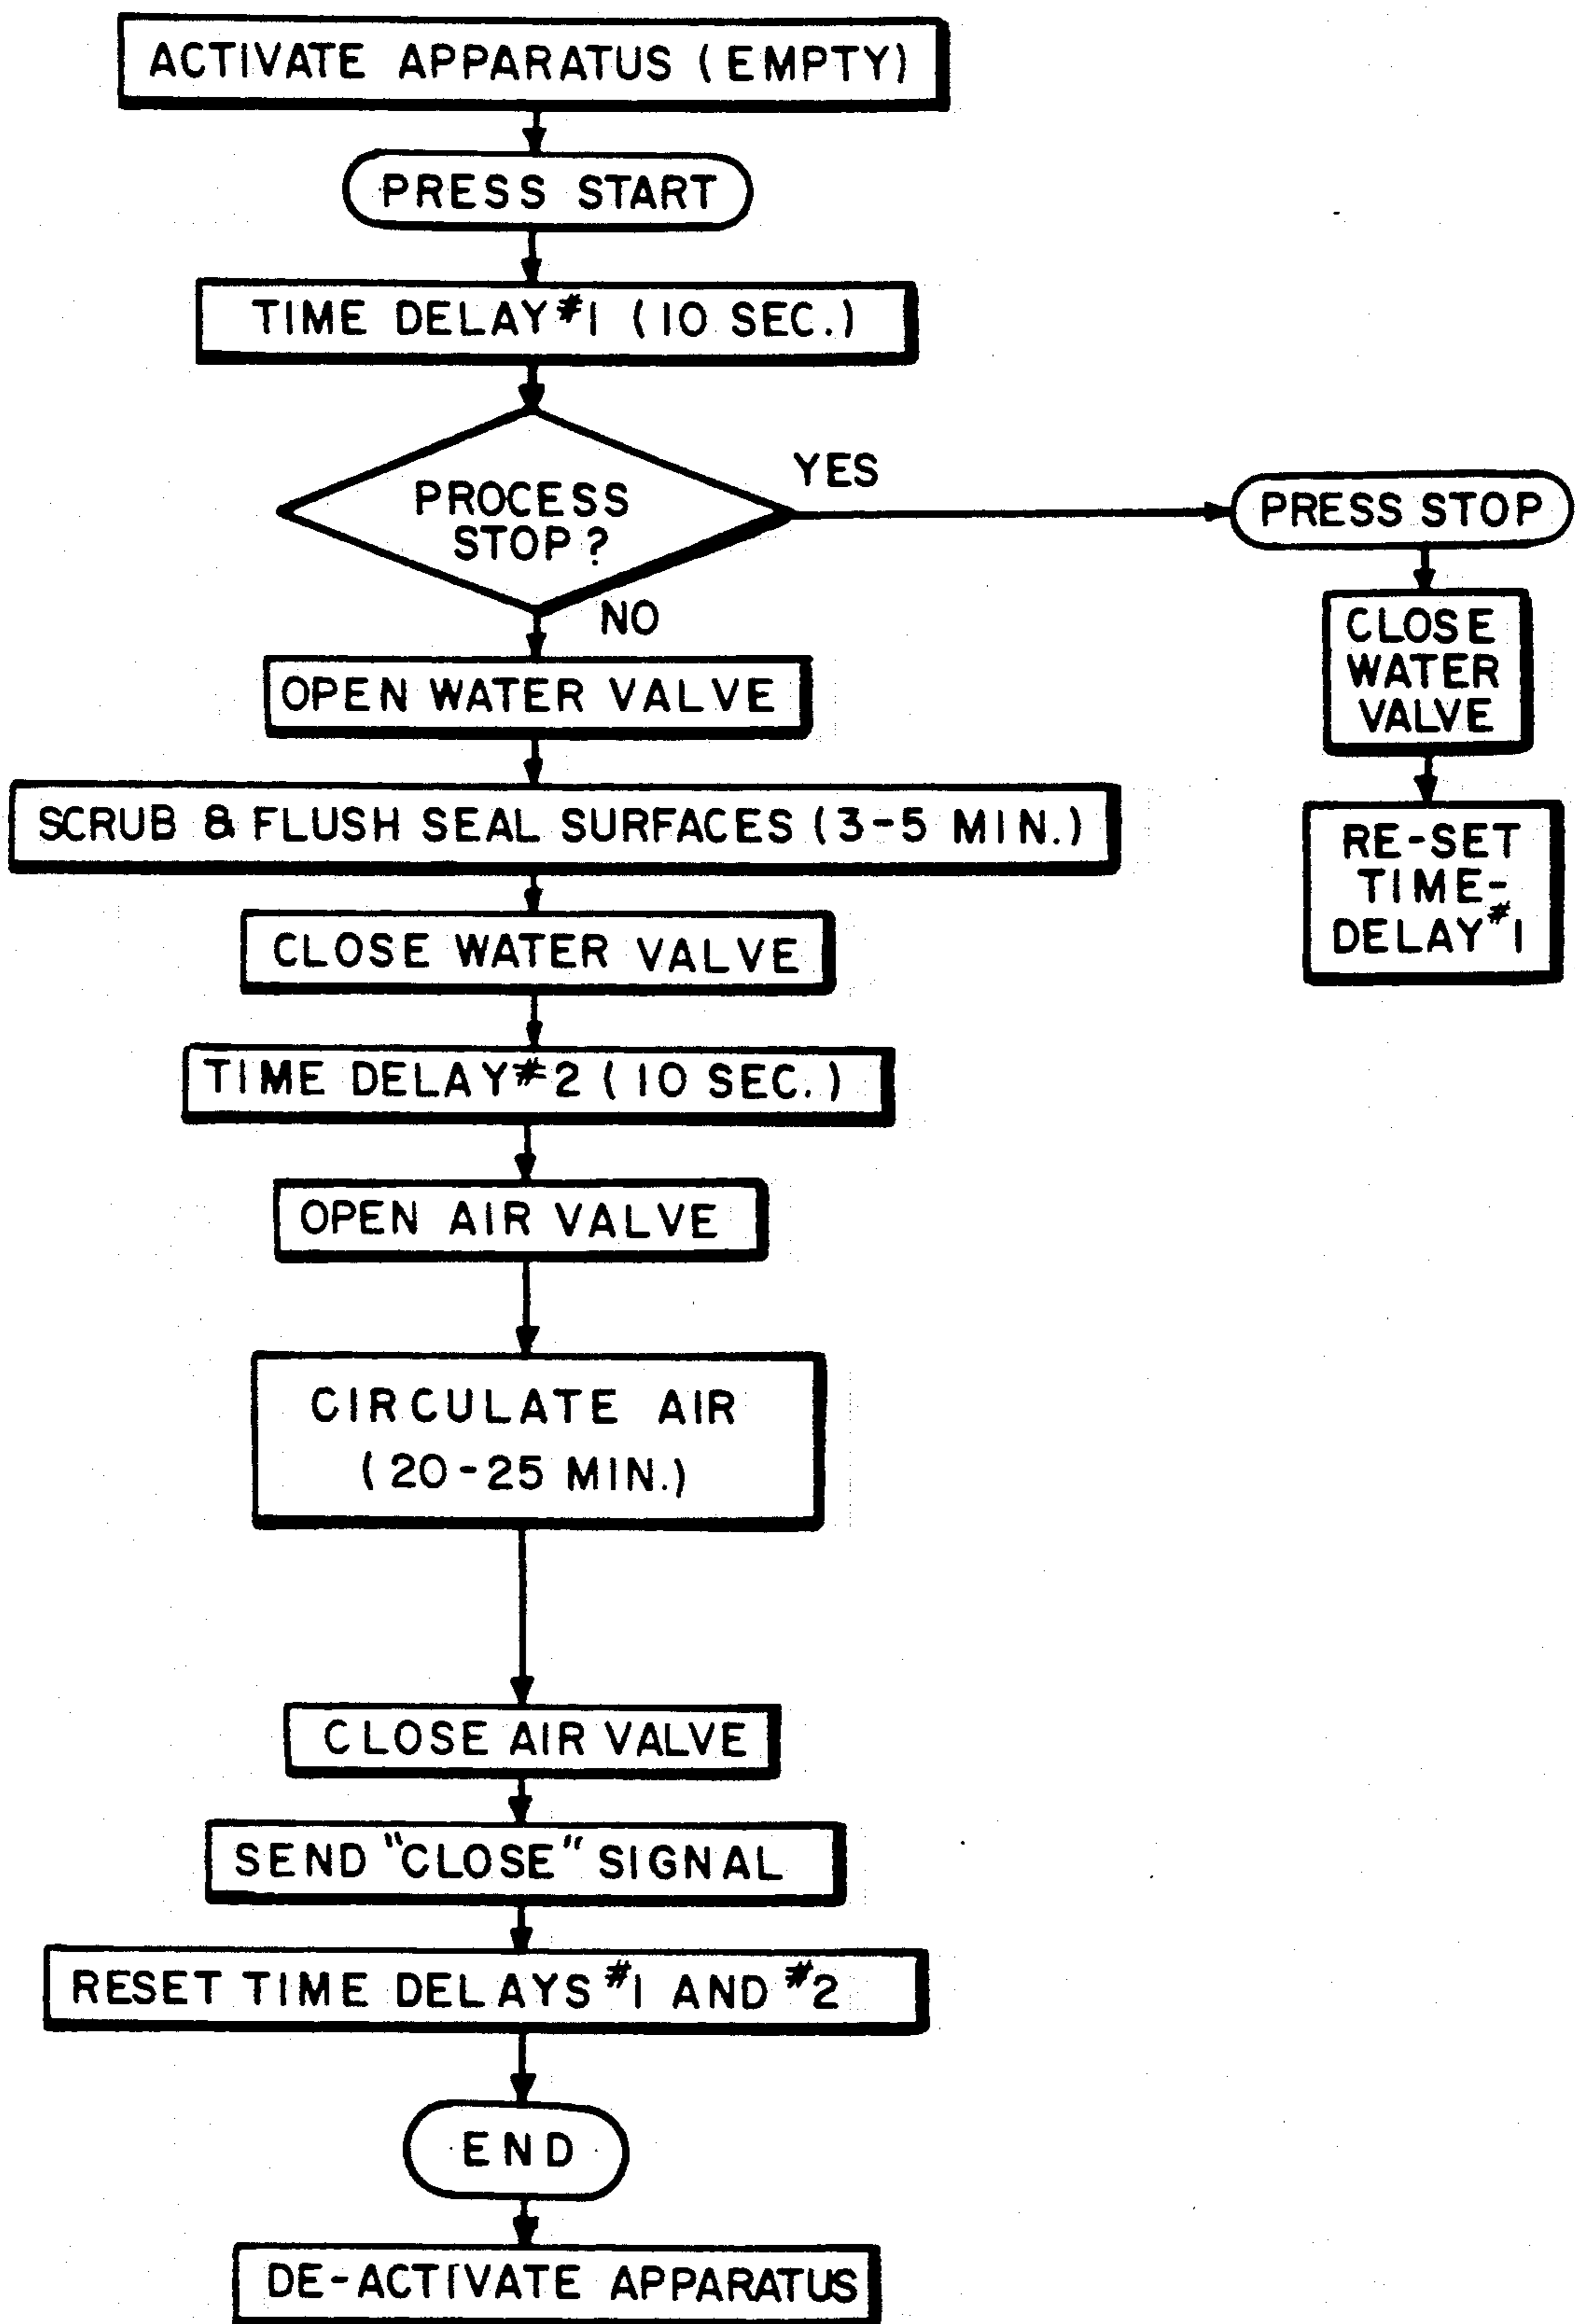 ACTIVATE APPARATUS (EMPTY)
PRESS START
TIME DELAY #1 (10 SEC.)
PROCESS
STOP?
YES
NO
PRESS STOP
CLOSE
WATER
VALVE
RE-SET
TIME-
DELAY #1
OPEN WATER VALVE
SCRUB & FLUSH SEAL SURFACES (3-5 MIN.)
CLOSE WATER VALVE
TIME DELAY #2 (10 SEC.)
OPEN AIR VALVE
CIRCULATE AIR
(20-25 MIN.)
CLOSE AIR VALVE
SEND "CLOSE" SIGNAL
RESET TIME DELAYS #1 AND #2
END
DE-ACTIVATE APPARATUS